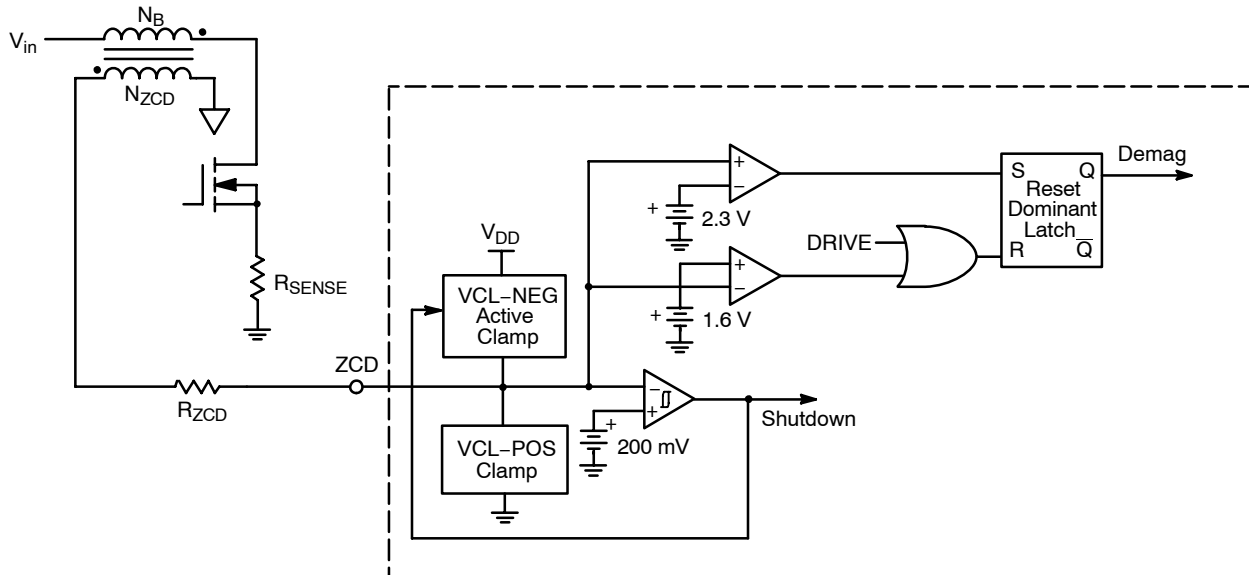 N_B
V_in
N_ZCD
R_SENSE
R_ZCD
ZCD
V_DD
VCL–NEG
Active
Clamp
VCL–POS
Clamp
+
–
+
2.3 V
+
–
+
1.6 V
DRIVE
–
+
+
200 mV
Shutdown
S Q
Reset
Dominant
Latch
R Q̅
Demag